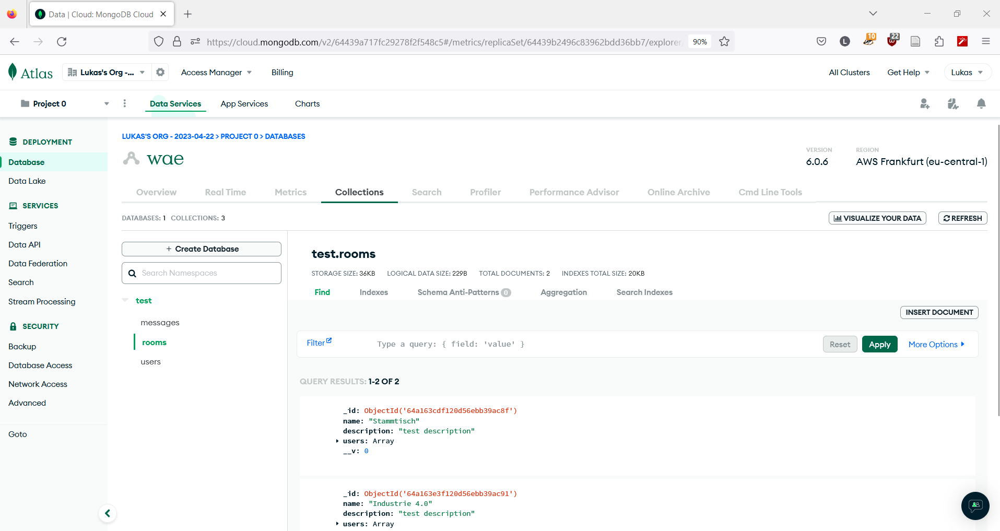 Data | Cloud: MongoDB Cloud
https://cloud.mongodb.com/v2/64439a717fc29278f2f548c5#/metrics/replicaSet/64439b2496c83962bdd36bb7/explorer/
90%
L
10
22
Atlas
Lukas's Org -...
Access Manager
Billing
All Clusters
Get Help
Lukas
Project 0
Data Services
App Services
Charts
DEPLOYMENT
Database
Data Lake
SERVICES
Triggers
Data API
Data Federation
Search
Stream Processing
SECURITY
Backup
Database Access
Network Access
Advanced
Goto
LUKAS'S ORG - 2023-04-22 > PROJECT 0 > DATABASES
wae
VERSION
6.0.6
REGION
AWS Frankfurt (eu-central-1)
Overview
Real Time
Metrics
Collections
Search
Profiler
Performance Advisor
Online Archive
Cmd Line Tools
DATABASES: 1 COLLECTIONS: 3
VISUALIZE YOUR DATA
REFRESH
+ Create Database
Search Namespaces
test
messages
rooms
users
test.rooms
STORAGE SIZE: 36KB LOGICAL DATA SIZE: 229B TOTAL DOCUMENTS: 2 INDEXES TOTAL SIZE: 20KB
Find
Indexes
Schema Anti-Patterns 0
Aggregation
Search Indexes
INSERT DOCUMENT
Filter
Type a query: { field: 'value' }
Reset
Apply
More Options
QUERY RESULTS: 1-2 OF 2
_id: ObjectId('64a163cdf120d56ebb39ac8f')
name: "Stammtisch"
description: "test description"
users: Array
__v: 0
_id: ObjectId('64a163e3f120d56ebb39ac91')
name: "Industrie 4.0"
description: "test description"
users: Array